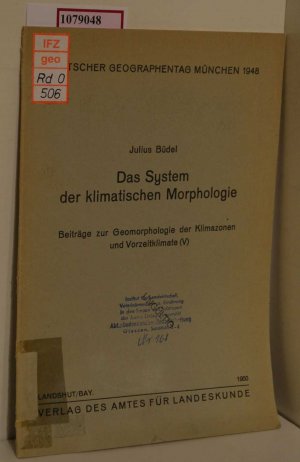 1079048
IFZ
geo
Rd 0
506
TSCHER GEOGRAPHENTAG MÜNCHEN 1948
Julius Büdel
Das System
der klimatischen Morphologie
Beiträge zur Geomorphologie der Klimazonen
und Vorzeitklimate (V)
Institut
LANDSHUT/BAY.
1950
VERLAG DES AMTES FÜR LANDESKUNDE